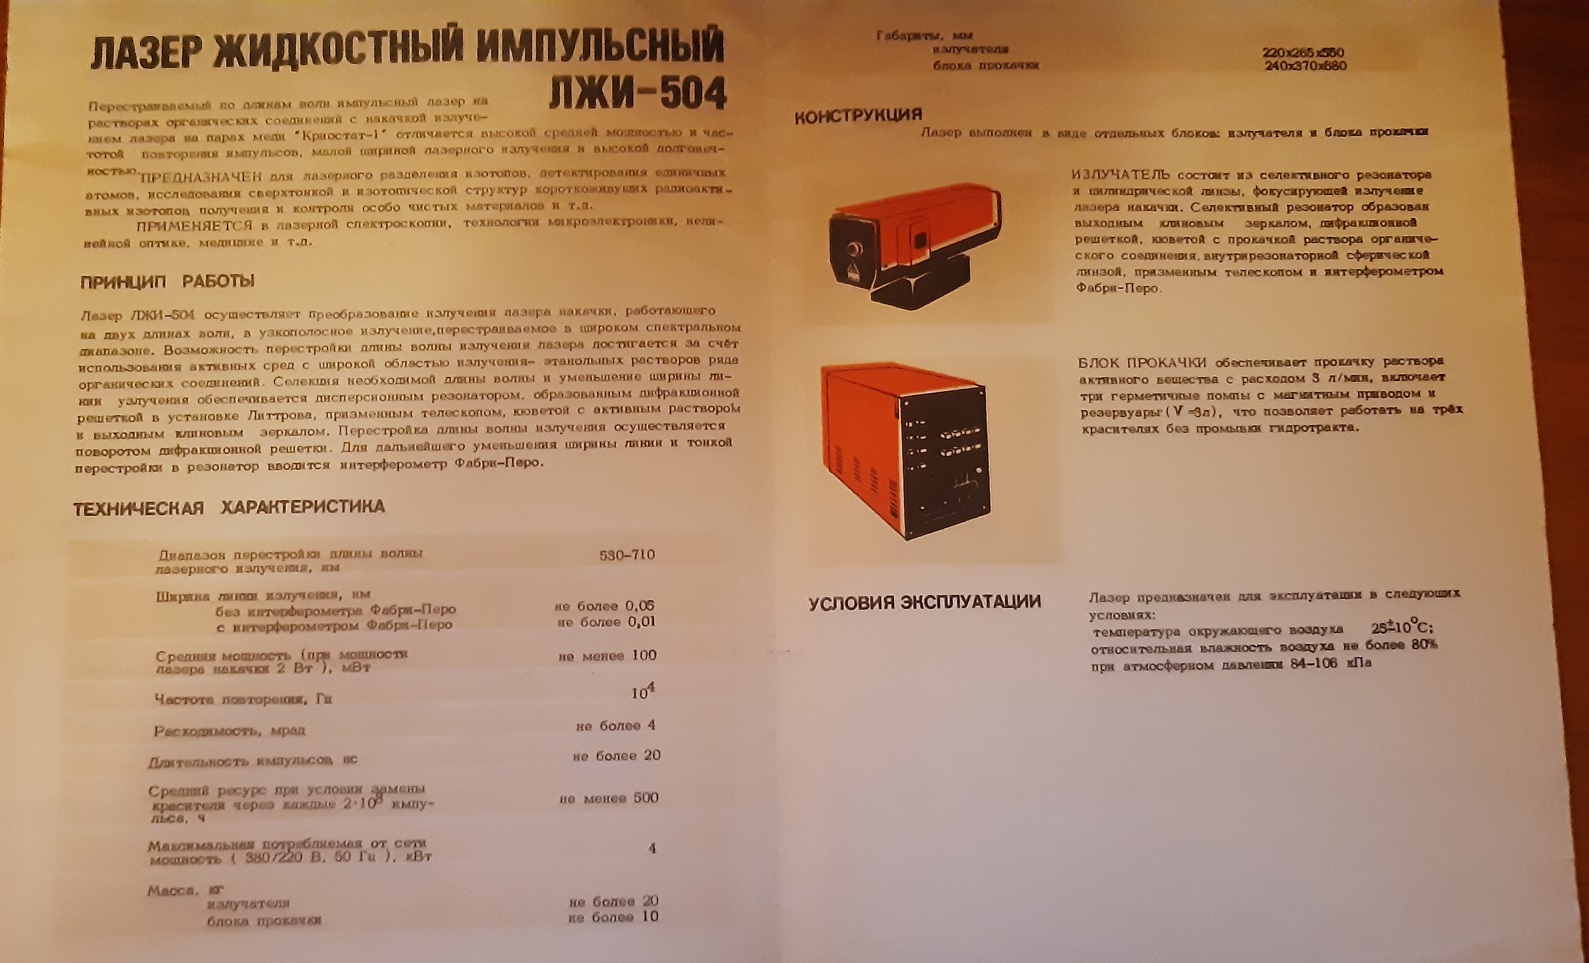 ЛАЗЕР ЖИДКОСТНЫЙ ИМПУЛЬСНЫЙ
ЛЖИ-504
Перестраиваемый по длинам волн импульсный лазер на
растворах органических соединений с накачкой излуче-
нием лазера на парах меди "Криостат-1" отличается высокой средней мощностью и час-
тотой повторения импульсов, малой шириной лазерного излучения и высокой долговеч-
ностью.
ПРЕДНАЗНАЧЕН для лазерного разделения изотопов, детектирования единичных
атомов, исследования сверхтонкой и изотопической структур короткоживущих радиоакти-
вных изотопов, получения и контроля особо чистых материалов и т.д.
ПРИМЕНЯЕТСЯ в лазерной спектроскопии, технологии микроэлектроники, нели-
нейной оптике, медицине и т.д.
ПРИНЦИП РАБОТЫ
Лазер ЛЖИ-504 осуществляет преобразование излучения лазера накачки, работающего
на двух длинах волн, в узкополосное излучение,перестраиваемое в широком спектральном
диапазоне. Возможность перестройки длины волны излучения лазера достигается за счёт
использования активных сред с широкой областью излучения- этанольных растворов ряда
органических соединений. Селекция необходимой длины волны и уменьшение ширины ли-
нии узлучения обеспечивается дисперсионным резонатором, образованным дифракционной
решеткой в установке Литтрова, призменным телескопом, кюветой с активным раствором
и выходным клиновым зеркалом. Перестройка длины волны излучения осуществляется
поворотом дифракционной решетки. Для дальнейшего уменьшения ширины линии и тонкой
перестройки в резонатор вводится интерферометр Фабри-Перо.
ТЕХНИЧЕСКАЯ ХАРАКТЕРИСТИКА
Диапазон перестройки длины волны
лазерного излучения, нм 530-710
Ширина линии излучения, нм
без интерферометра Фабри-Перо не более 0,05
с интерферометром Фабри-Перо не более 0,01
Средняя мощность (при мощности
лазера накачки 2 Вт ), мВт не менее 100
Частота повторения, Гц 10⁴
Расходимость, мрад не более 4
Длительность импульсов, нс не более 20
Средний ресурс при условии замены
красителя через каждые 2·10⁸ импу-
льса, ч не менее 500
Максимальная потребляемая от сети
мощность ( 380/220 В, 50 Гц ), кВт 4
Масса, кг
излучателя не более 20
блока прокачки не более 10
Габариты, мм
излучателя 220х265х550
блока прокачки 240х370х680
КОНСТРУКЦИЯ
Лазер выполнен в виде отдельных блоков: излучателя и блока прокачки
ИЗЛУЧАТЕЛЬ состоит из селективного резонатора
и цилиндрической линзы, фокусирующей излучение
лазера накачки. Селективный резонатор образован
выходным клиновым зеркалом, дифракционной
решеткой, кюветой с прокачкой раствора органиче-
ского соединения, внутрирезонаторной сферической
линзой, призменным телескопом и интерферометром
Фабри-Перо.
БЛОК ПРОКАЧКИ обеспечивает прокачку раствора
активного вещества с расходом 3 л/мин, включает
три герметичные помпы с магнитным приводом и
резервуары (V =3л), что позволяет работать на трёх
красителях без промывки гидротракта.
УСЛОВИЯ ЭКСПЛУАТАЦИИ
Лазер предназначен для эксплуатации в следующих
условиях:
температура окружающего воздуха 25±10°С;
относительная влажность воздуха не более 80%
при атмосферном давлении 84-106 кПа